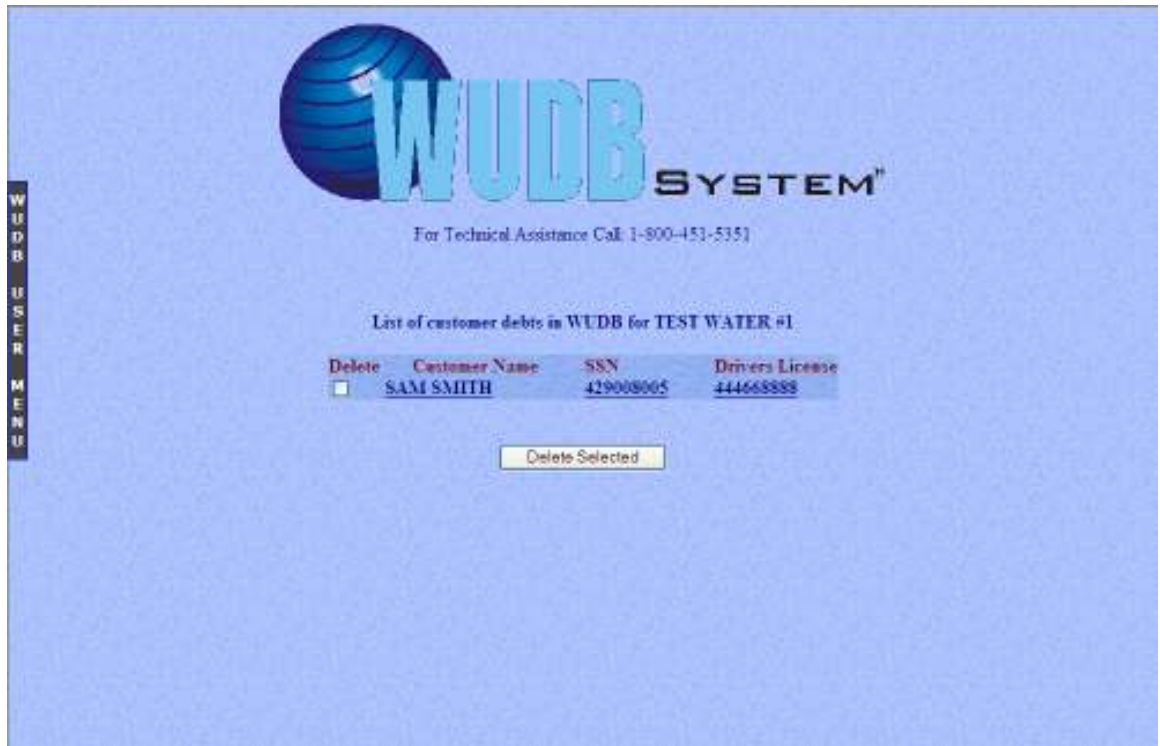 WUDB SYSTEM
For Technical Assistance Call: 1-800-451-5351
WUDB USER MENU
List of customer debts in WUDB for TEST WATER #1
Delete Customer Name SSN Drivers License
SAM SMITH 429008005 444668888
Delete Selected